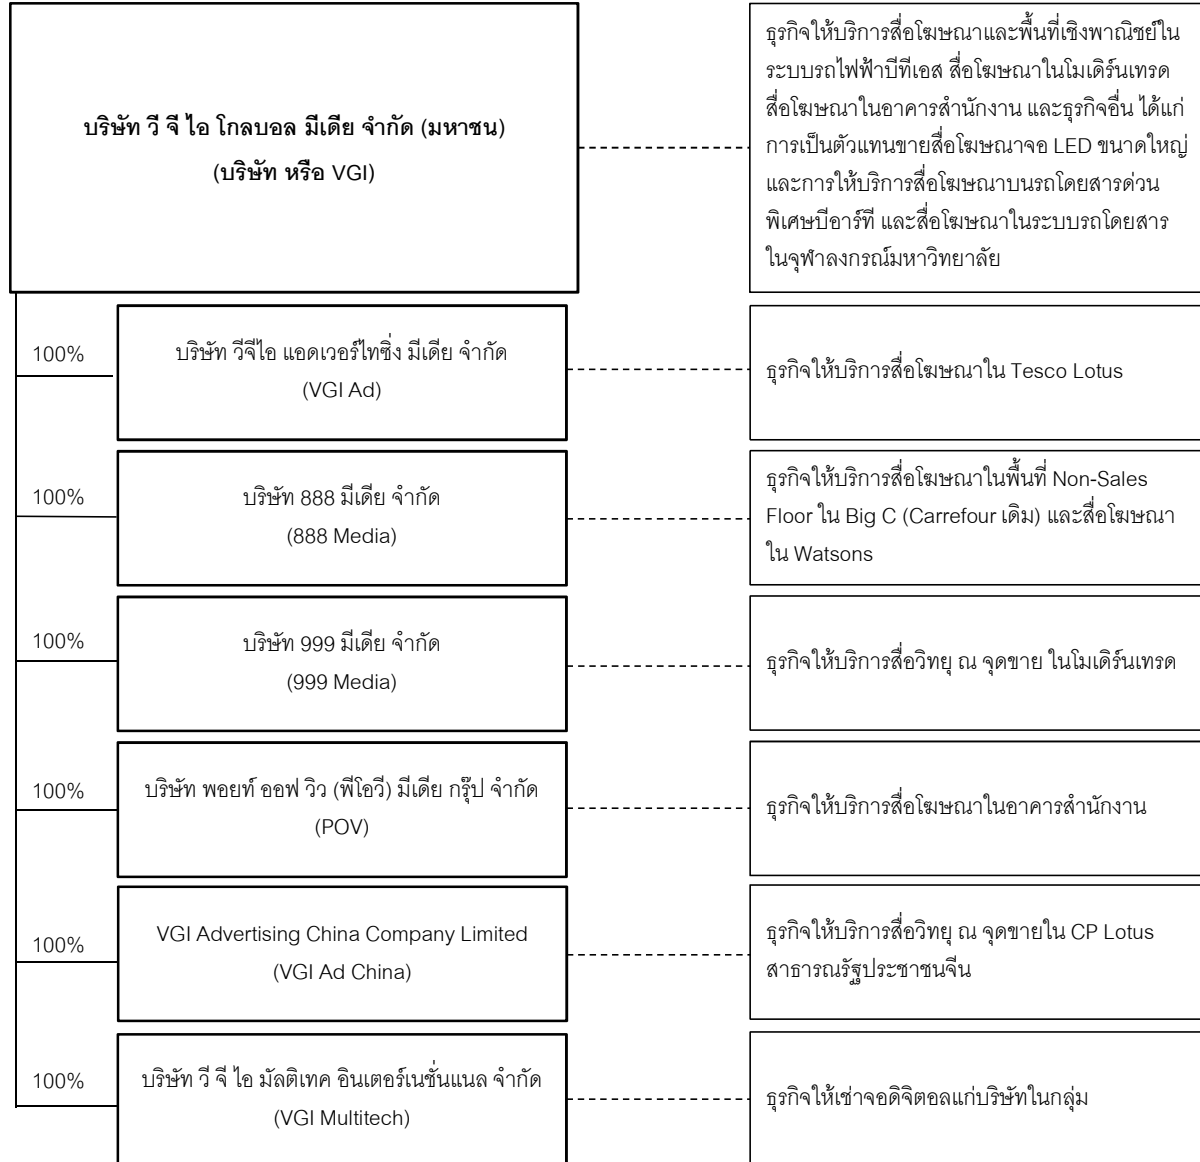 บริษัท วี จี ไอ โกลบอล มีเดีย จำกัด (มหาชน)
(บริษัท หรือ VGI)
ธุรกิจให้บริการสื่อโฆษณาและพื้นที่เชิงพาณิชย์ใน
ระบบรถไฟฟ้าบีทีเอส สื่อโฆษณาในโมเดิร์นเทรด
สื่อโฆษณาในอาคารสำนักงาน และธุรกิจอื่น ได้แก่
การเป็นตัวแทนขายสื่อโฆษณาจอ LED ขนาดใหญ่
และการให้บริการสื่อโฆษณาบนรถโดยสารด่วน
พิเศษบีอาร์ที และสื่อโฆษณาในระบบรถโดยสาร
ในจุฬาลงกรณ์มหาวิทยาลัย
100%
บริษัท วีจีไอ แอดเวอร์ไทซิ่ง มีเดีย จำกัด
(VGI Ad)
ธุรกิจให้บริการสื่อโฆษณาใน Tesco Lotus
100%
บริษัท 888 มีเดีย จำกัด
(888 Media)
ธุรกิจให้บริการสื่อโฆษณาในพื้นที่ Non-Sales
Floor ใน Big C (Carrefour เดิม) และสื่อโฆษณา
ใน Watsons
100%
บริษัท 999 มีเดีย จำกัด
(999 Media)
ธุรกิจให้บริการสื่อวิทยุ ณ จุดขาย ในโมเดิร์นเทรด
100%
บริษัท พอยท์ ออฟ วิว (พีโอวี) มีเดีย กรุ๊ป จำกัด
(POV)
ธุรกิจให้บริการสื่อโฆษณาในอาคารสำนักงาน
100%
VGI Advertising China Company Limited
(VGI Ad China)
ธุรกิจให้บริการสื่อวิทยุ ณ จุดขายใน CP Lotus
สาธารณรัฐประชาชนจีน
100%
บริษัท วี จี ไอ มัลติเทค อินเตอร์เนชั่นแนล จำกัด
(VGI Multitech)
ธุรกิจให้เช่าจอดิจิตอลแก่บริษัทในกลุ่ม